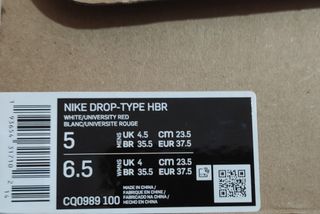 NIKE DROP-TYPE HBR
WHITE/UNIVERSITY RED
BLANC/UNIVERSITE ROUGE
5 MENS UK 4.5 CM 23.5
BR 35.5 EUR 37.5
6.5 WMNS UK 4 CM 23.5
BR 35.5 EUR 37.5
CQ0989 100
MADE IN CHINA /
FABRIQUE EN CHINE /
FABRICADO NA CHINA /
HECHO EN CHINA